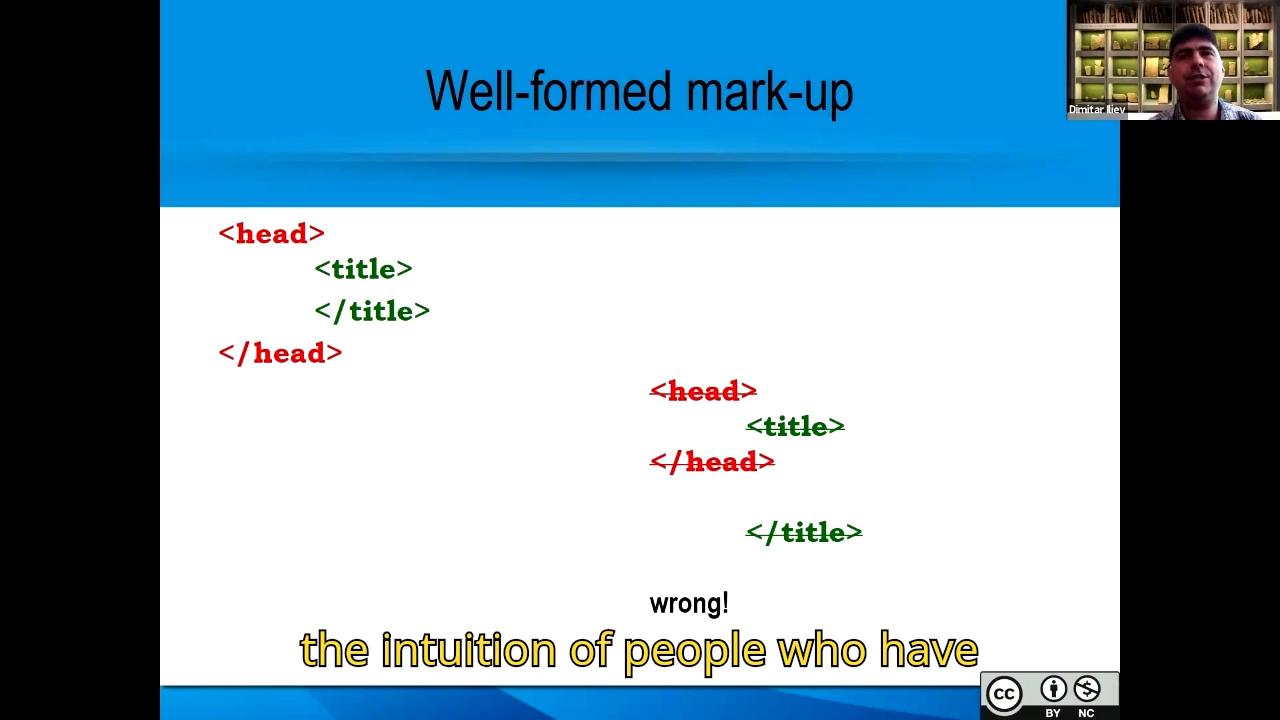 Well-formed mark-up
Dimitar Iliev
<head>
<title>
</title>
</head>
<head>
<title>
</head>
</title>
wrong!
the intuition of people who have
cc
BY NC